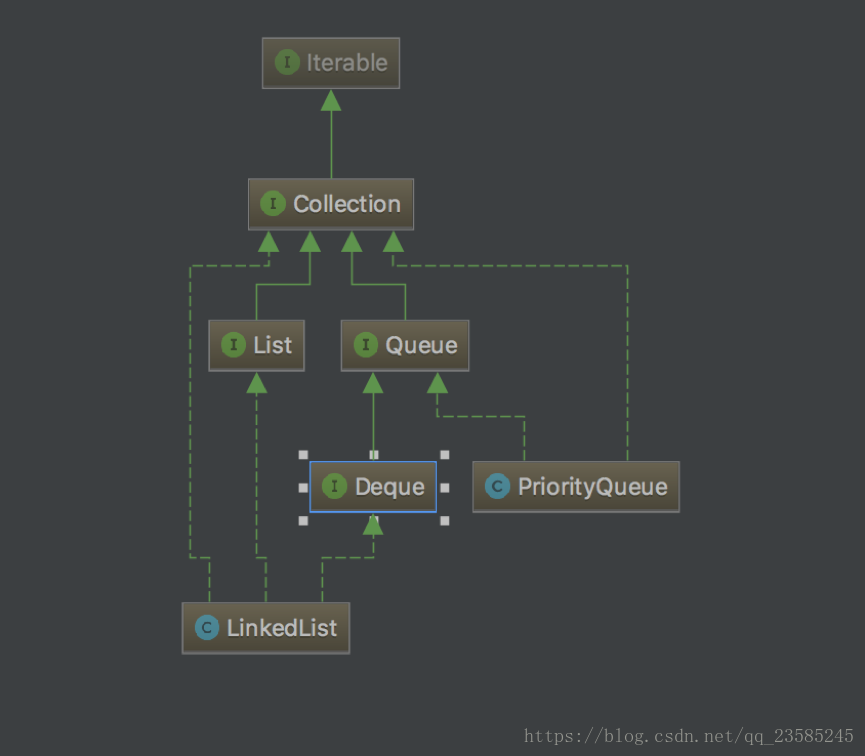 I Iterable
I Collection
I List
I Queue
I Deque
C PriorityQueue
C LinkedList
https://blog.csdn.net/qq_23585245